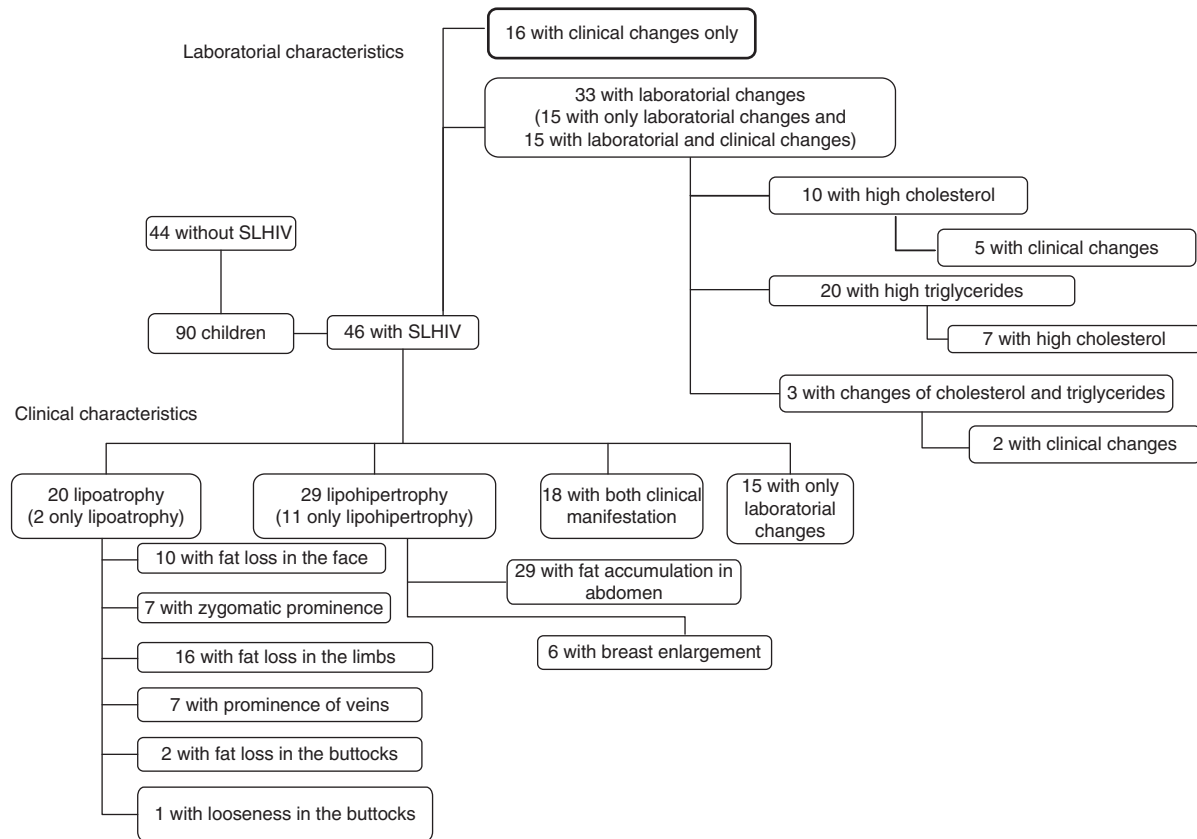 16 with clinical changes only
Laboratorial characteristics
33 with laboratorial changes
(15 with only laboratorial changes and
15 with laboratorial and clinical changes)
10 with high cholesterol
44 without SLHIV
5 with clinical changes
20 with high triglycerides
90 children
46 with SLHIV
7 with high cholesterol
3 with changes of cholesterol and triglycerides
Clinical characteristics
2 with clinical changes
20 lipoatrophy
(2 only lipoatrophy)
29 lipohipertrophy
(11 only lipohipertrophy)
18 with both clinical
manifestation
15 with only
laboratorial
changes
10 with fat loss in the face
29 with fat accumulation in
abdomen
7 with zygomatic prominence
6 with breast enlargement
16 with fat loss in the limbs
7 with prominence of veins
2 with fat loss in the buttocks
1 with looseness in the buttocks